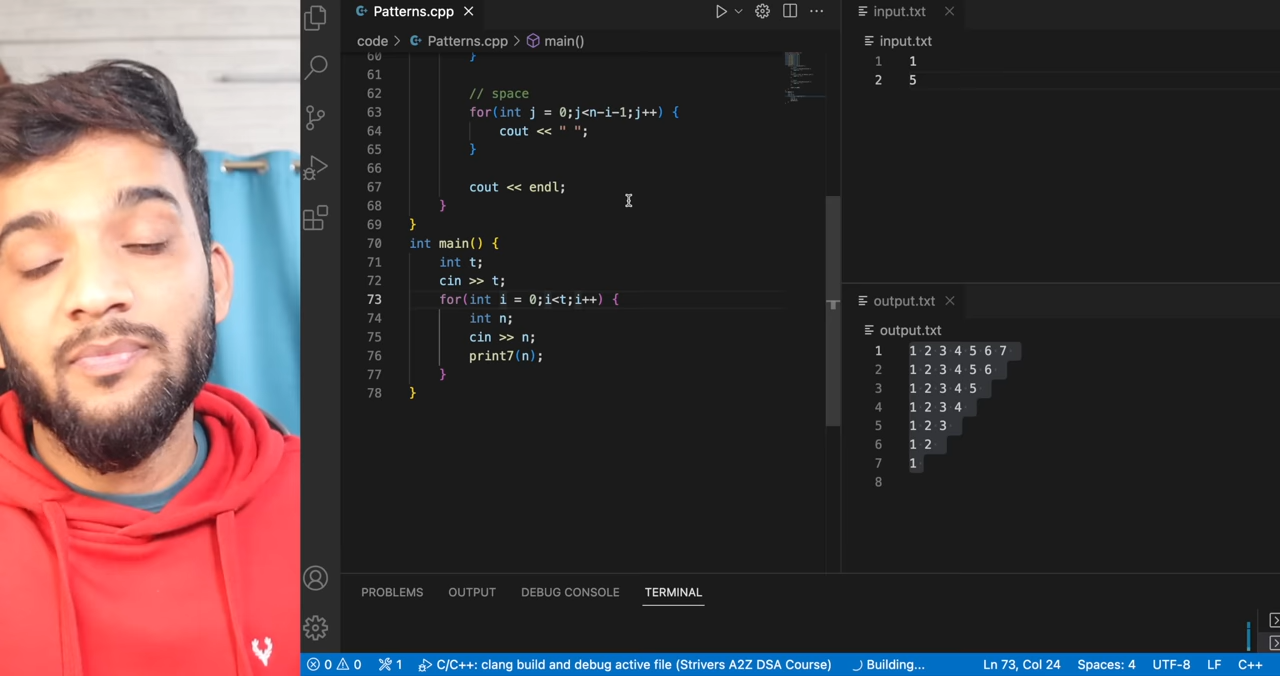 Patterns.cpp
code > Patterns.cpp > main()
60 }
61
62 // space
63 for(int j = 0;j<n-i-1;j++) {
64 cout << " ";
65 }
66
67 cout << endl;
68 }
69 }
70 int main() {
71 int t;
72 cin >> t;
73 for(int i = 0;i<t;i++) {
74 int n;
75 cin >> n;
76 print7(n);
77 }
78 }
input.txt
input.txt
1 1
2 5
output.txt
output.txt
1 1 2 3 4 5 6 7
2 1 2 3 4 5 6
3 1 2 3 4 5
4 1 2 3 4
5 1 2 3
6 1 2
7 1
8
PROBLEMS OUTPUT DEBUG CONSOLE TERMINAL
0 0 1 C/C++: clang build and debug active file (Strivers A2Z DSA Course) Building... Ln 73, Col 24 Spaces: 4 UTF-8 LF C++